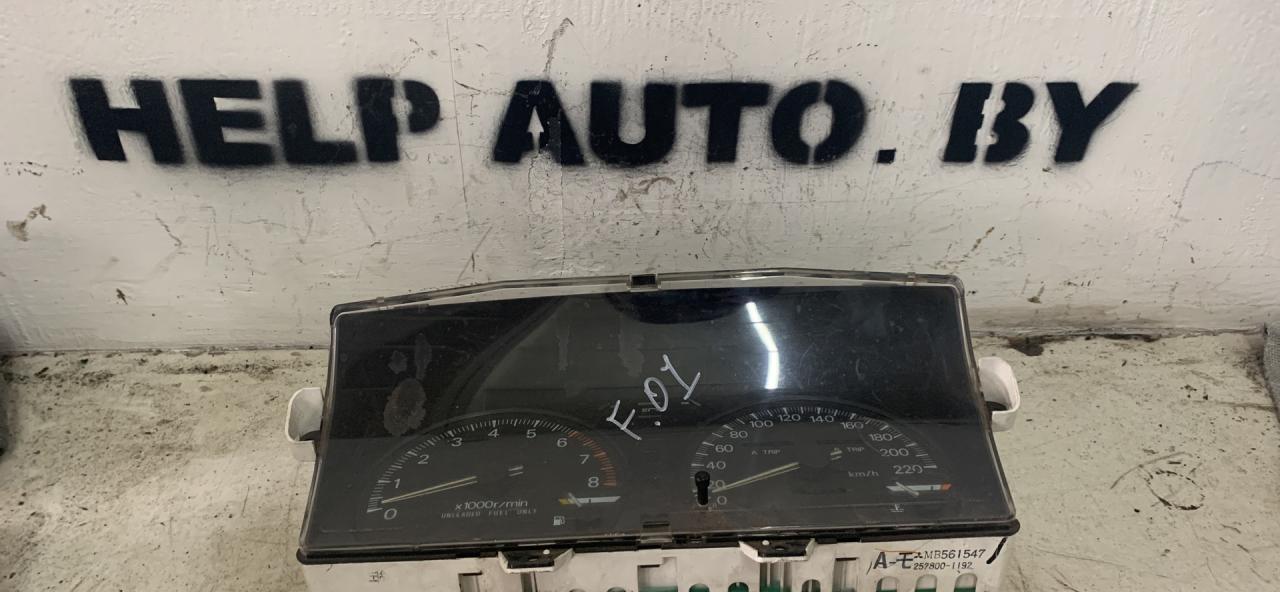 HELP AUTO. BY
F.01
0 1 2 3 4 5 6 7 8
x1000r/min
UNLEADED FUEL ONLY
0 20 40 60 80 100 120 140 160 180 200 220
A TRIP
TRIP
km/h
A-E MB561547
257800-1192